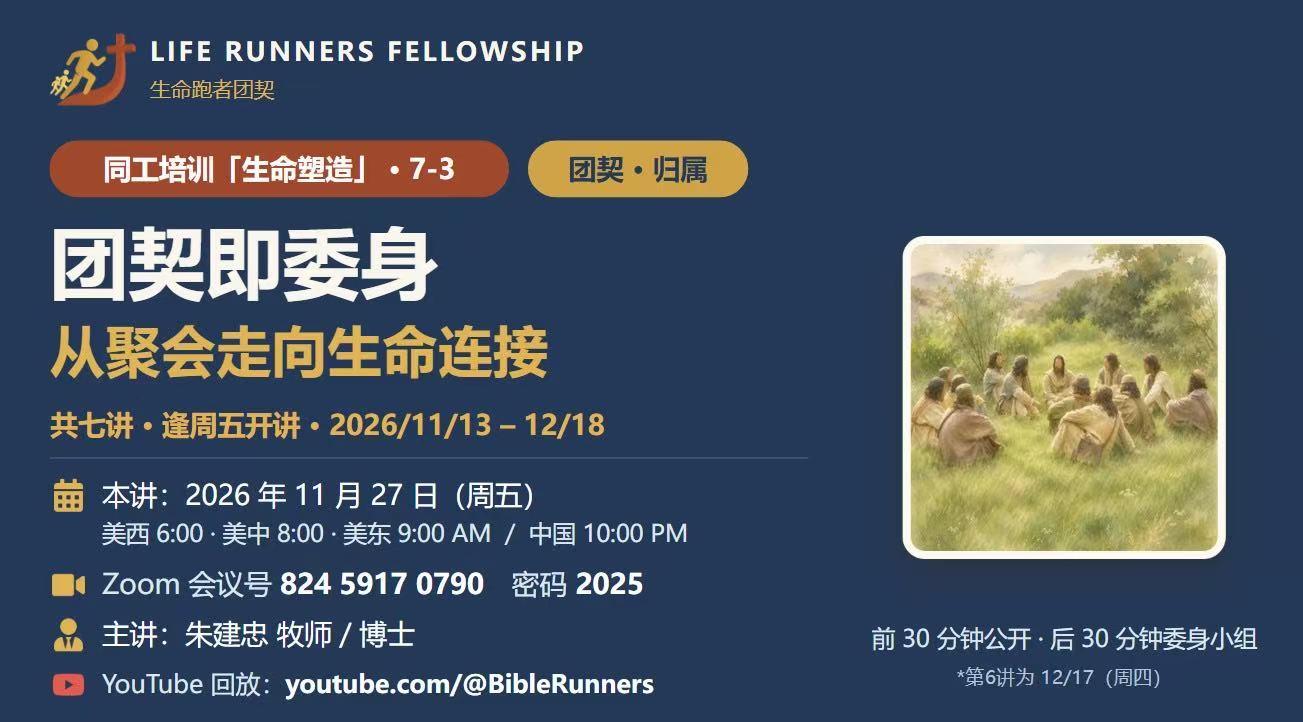 LIFE RUNNERS FELLOWSHIP
生命跑者团契
同工培训「生命塑造」 • 7-3
团契 • 归属
团契即委身
从聚会走向生命连接
共七讲 • 逢周五开讲 • 2026/11/13 – 12/18
本讲：2026 年 11 月 27 日（周五）
美西 6:00 · 美中 8:00 · 美东 9:00 AM / 中国 10:00 PM
Zoom 会议号 824 5917 0790 密码 2025
主讲：朱建忠 牧师 / 博士
YouTube 回放：youtube.com/@BibleRunners
前 30 分钟公开 · 后 30 分钟委身小组
*第6讲为 12/17（周四）